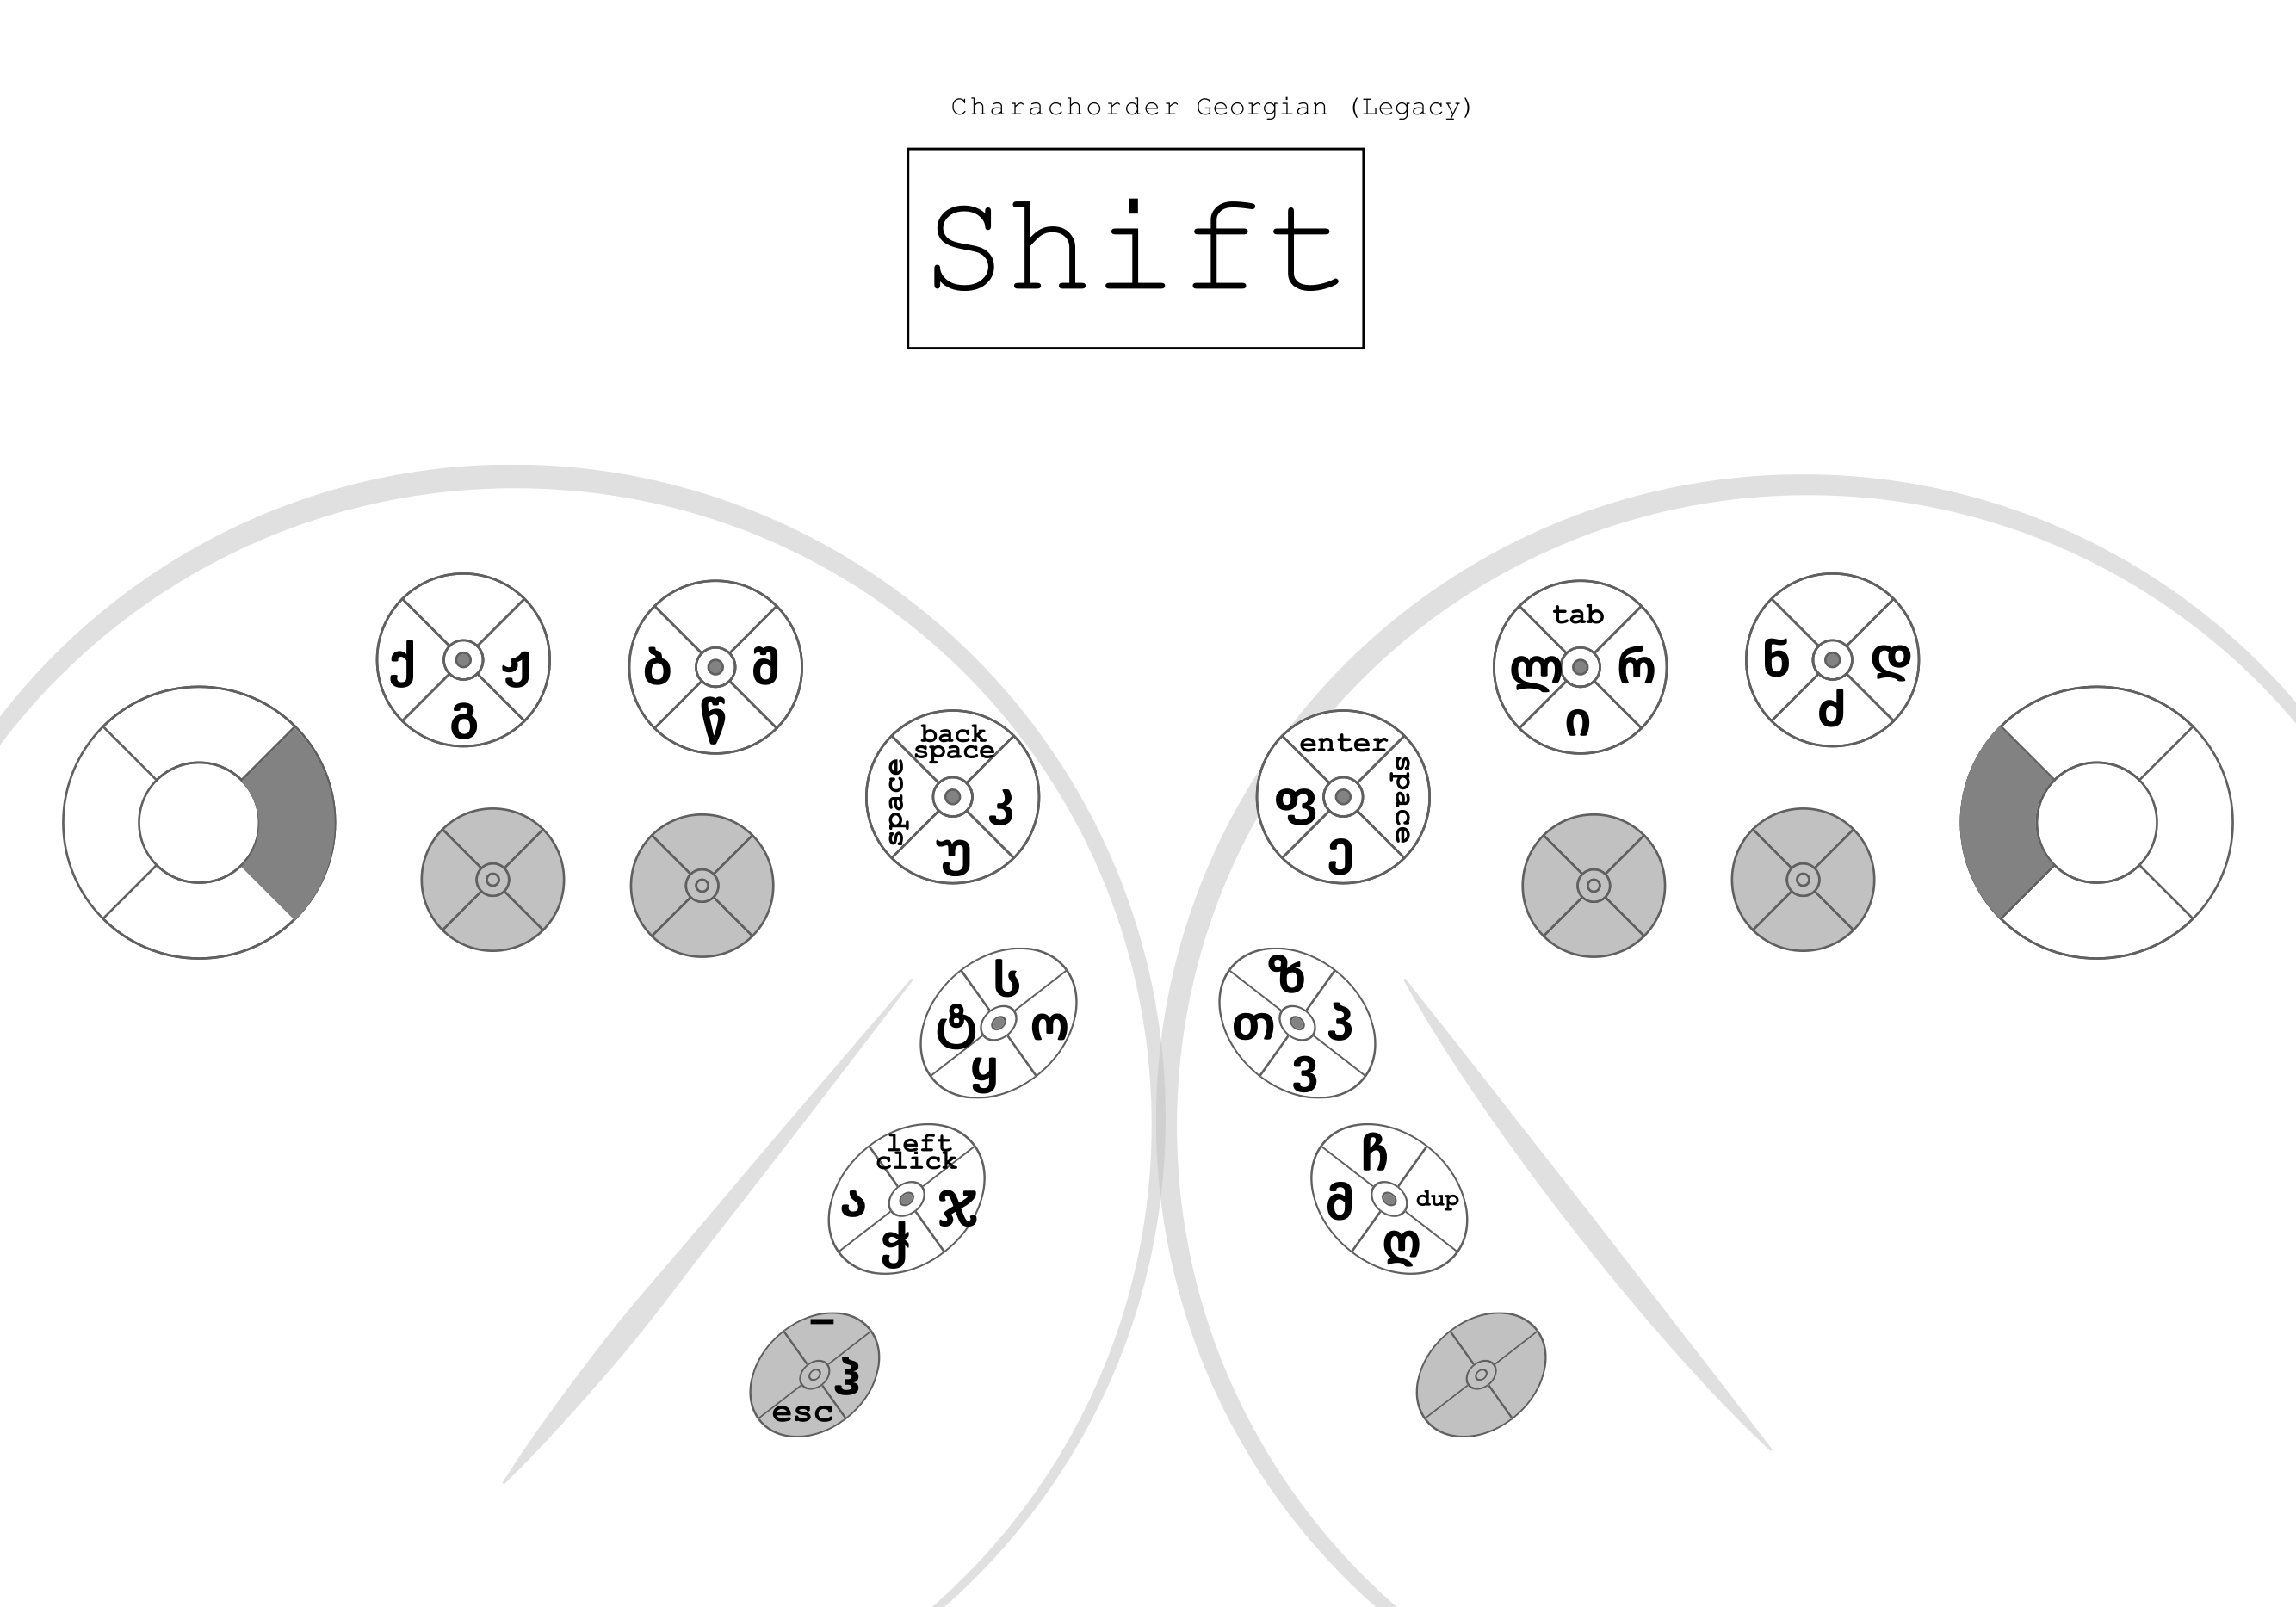 Charachorder Georgian (Legacy)
Shift
ქ
ჟ
გ
ბ
შ
წ
back
space
space
კ
უ
enter
ფ
space
ე
tab
ლ
რ
ი
ნ
დ
ძ
ს
ტ
ო
ყ
ზ
თ
პ
ვ
left
click
ა
ჯ
ჭ
ჩ
მ
dup
ღ
–
ჰ
esc